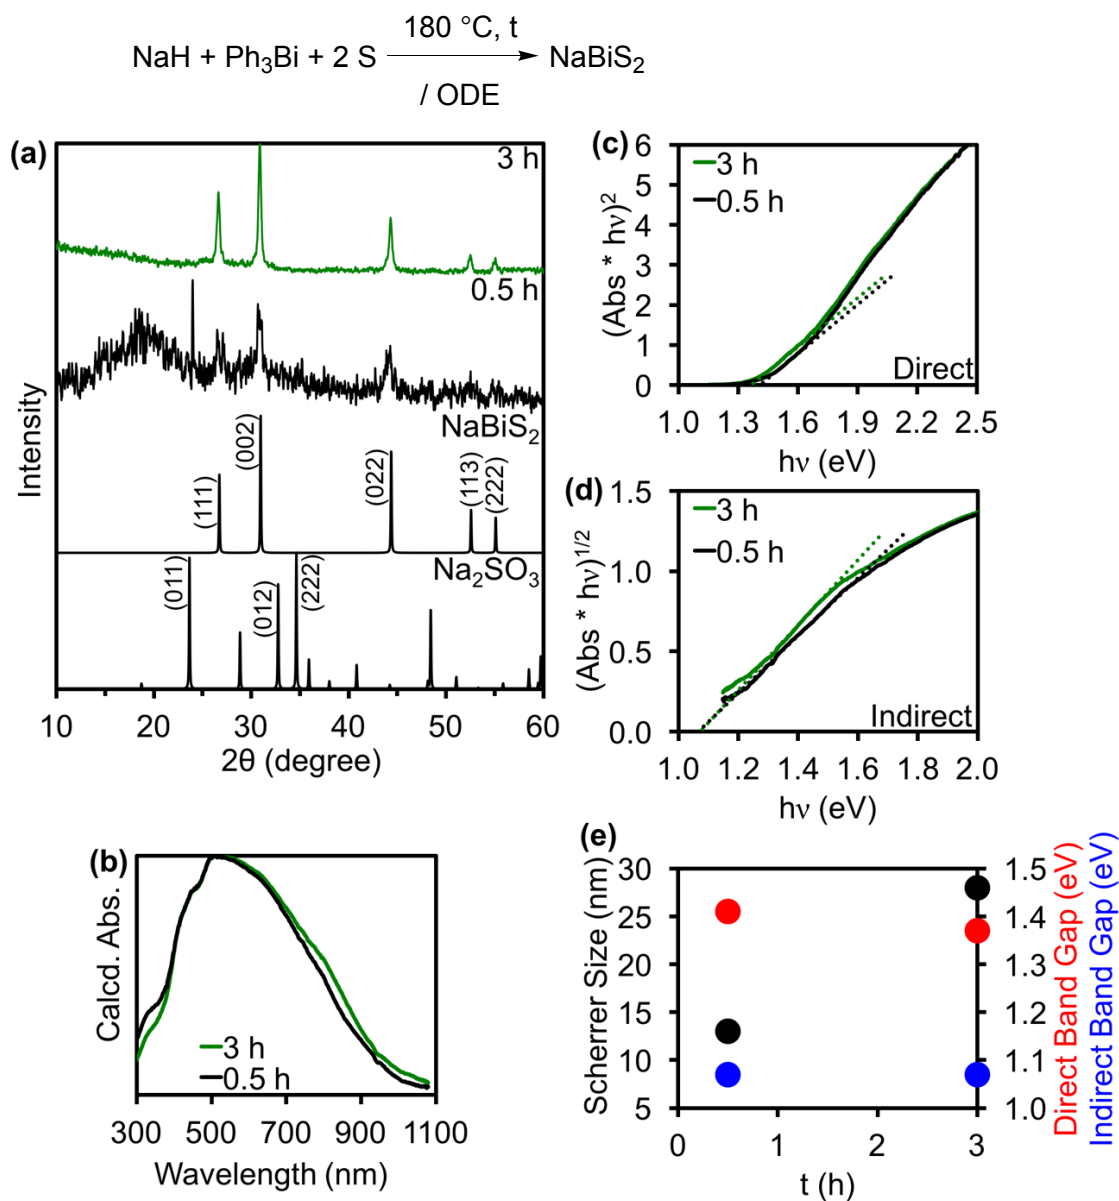 180 °C, t
NaH + Ph₃Bi + 2 S
NaBiS₂
/ ODE
(a)
3 h
0.5 h
NaBiS₂
(111)
(002)
(022)
(113)
(222)
Na₂SO₃
(011)
(012)
(222)
Intensity
10 20 30 40 50 60
2θ (degree)
(c)
3 h
0.5 h
(Abs * hν)²
6
5
4
3
2
1
0
Direct
1.0 1.3 1.6 1.9 2.2 2.5
hν (eV)
(d)
3 h
0.5 h
(Abs * hν)^1/2
1.5
1.0
0.5
0.0
Indirect
1.0 1.2 1.4 1.6 1.8 2.0
hν (eV)
(b)
Calcd. Abs.
3 h
0.5 h
300 500 700 900 1100
Wavelength (nm)
(e)
Scherrer Size (nm)
30
25
20
15
10
5
1.5
1.4
1.3
1.2
1.1
1.0
Direct Band Gap (eV)
Indirect Band Gap (eV)
0 1 2 3
t (h)